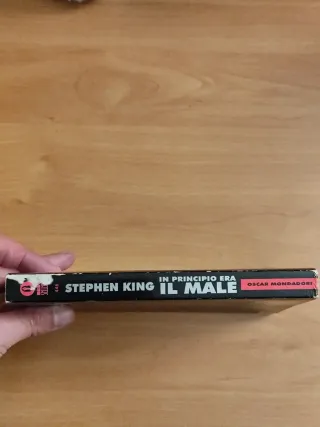 STEPHEN KING
IN PRINCIPIO ERA
IL MALE
OSCAR MONDADORI